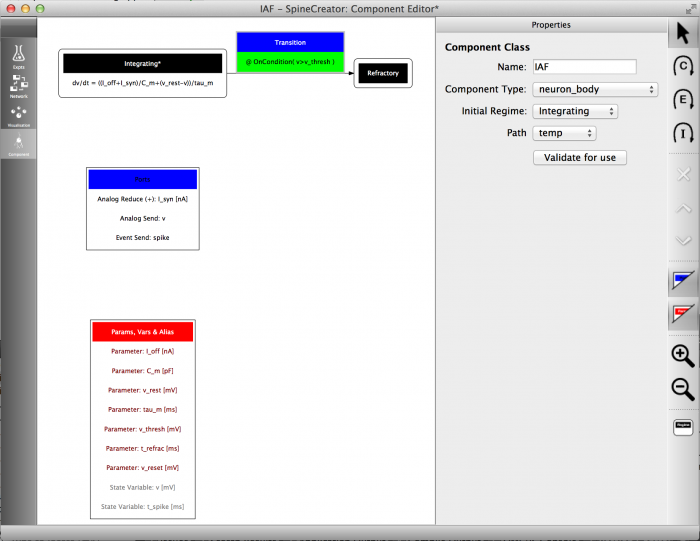 IAF - SpineCreator: Component Editor*
Expts
Network
Visualisation
Component
Integrating*
dv/dt = ((I_off+I_syn)/C_m+(v_rest-v))/tau_m
Transition
@ OnCondition( v>v_thresh )
Refractory
Ports
Analog Reduce (+): I_syn [nA]
Analog Send: v
Event Send: spike
Params, Vars & Alias
Parameter: I_off [nA]
Parameter: C_m [pF]
Parameter: v_rest [mV]
Parameter: tau_m [ms]
Parameter: v_thresh [mV]
Parameter: t_refrac [ms]
Parameter: v_reset [mV]
State Variable: v [mV]
State Variable: t_spike [ms]
Properties
Component Class
Name: IAF
Component Type: neuron_body
Initial Regime: Integrating
Path temp
Validate for use
C
E
I